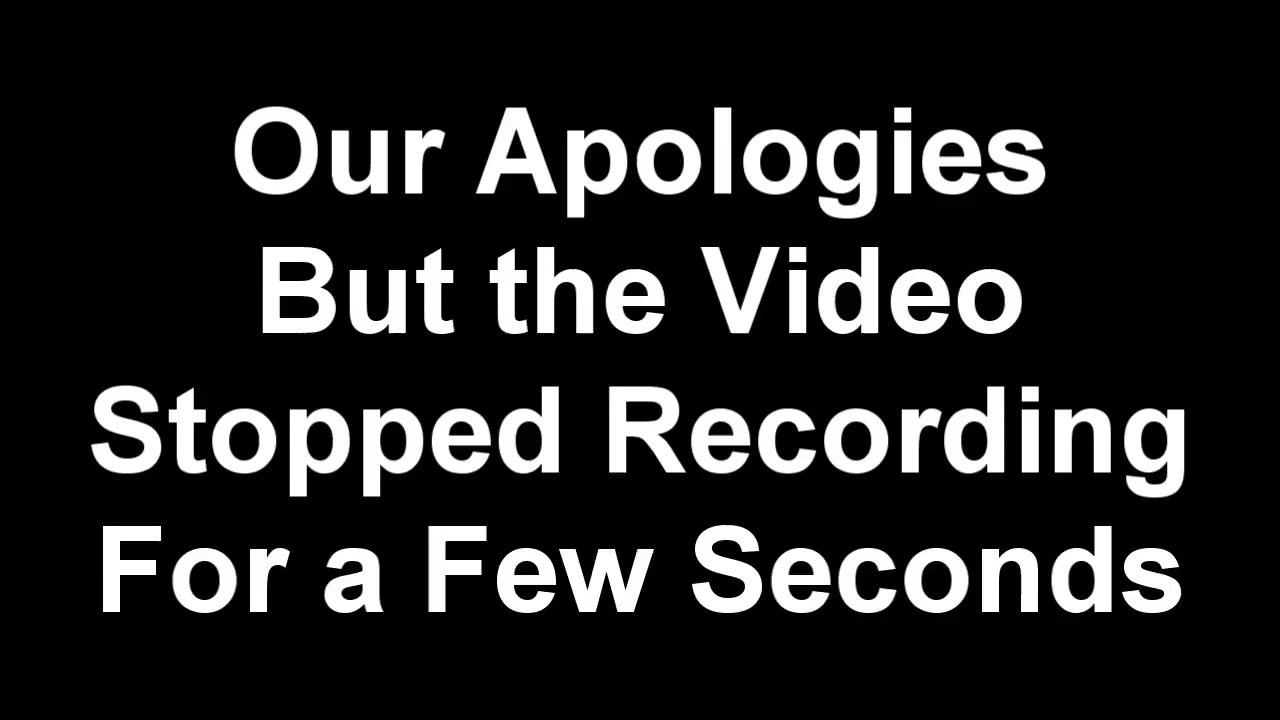 Our Apologies
But the Video
Stopped Recording
For a Few Seconds